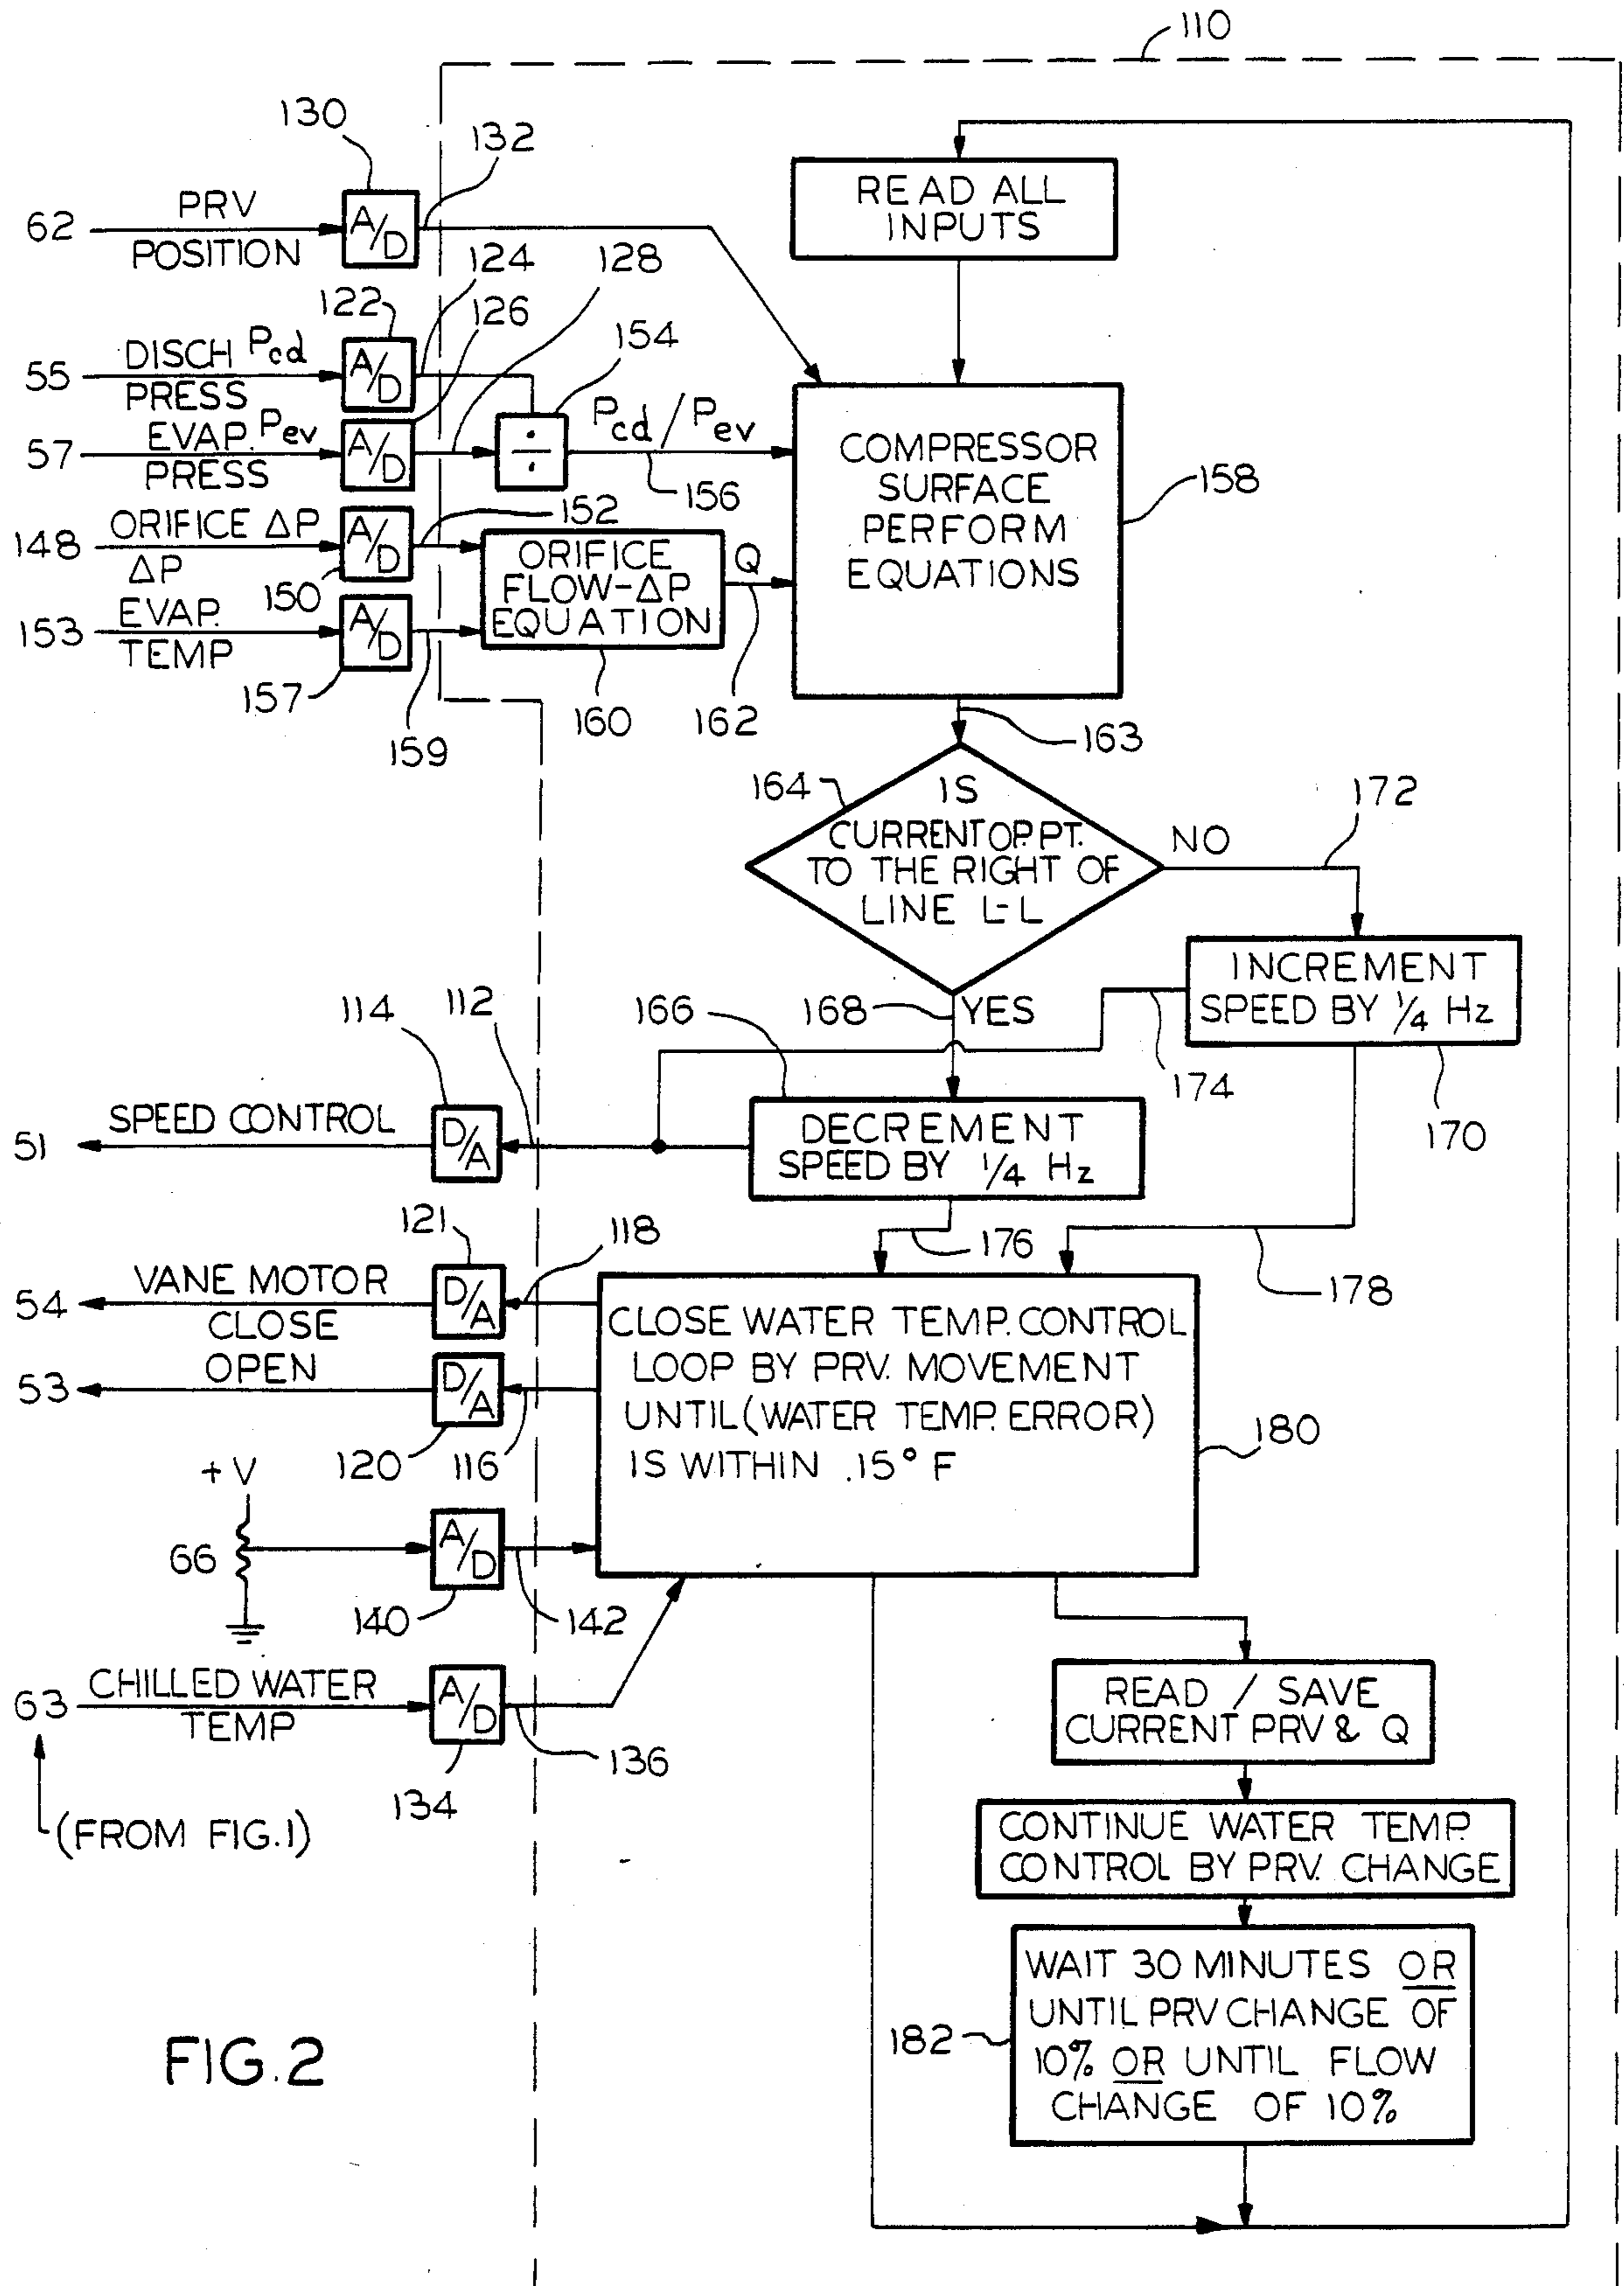 110
130
132
62
PRV
POSITION
A/D
READ ALL
INPUTS
124
128
122
126
154
55
DISCH Pcd
PRESS
A/D
57
EVAP. Pev
PRESS
A/D
÷
Pcd/Pev
156
COMPRESSOR
SURFACE
PERFORM
EQUATIONS
158
148
ORIFICE ΔP
ΔP
A/D
150
152
ORIFICE
FLOW-ΔP
EQUATION
Q
153
EVAP.
TEMP
A/D
157
159
160
162
163
164
IS
CURRENT OP. PT.
TO THE RIGHT OF
LINE L-L
NO
172
168
YES
INCREMENT
SPEED BY 1/4 Hz
174
170
114
112
166
51
SPEED CONTROL
D/A
DECREMENT
SPEED BY 1/4 Hz
176
178
121
118
54
VANE MOTOR
CLOSE
D/A
53
OPEN
D/A
120
116
CLOSE WATER TEMP. CONTROL
LOOP BY PRV. MOVEMENT
UNTIL (WATER TEMP. ERROR)
IS WITHIN .15° F
180
+V
66
A/D
140
142
63
CHILLED WATER
TEMP
A/D
134
136
(FROM FIG.1)
READ / SAVE
CURRENT PRV & Q
CONTINUE WATER TEMP.
CONTROL BY PRV. CHANGE
182
WAIT 30 MINUTES OR
UNTIL PRV CHANGE OF
10% OR UNTIL FLOW
CHANGE OF 10%
FIG.2